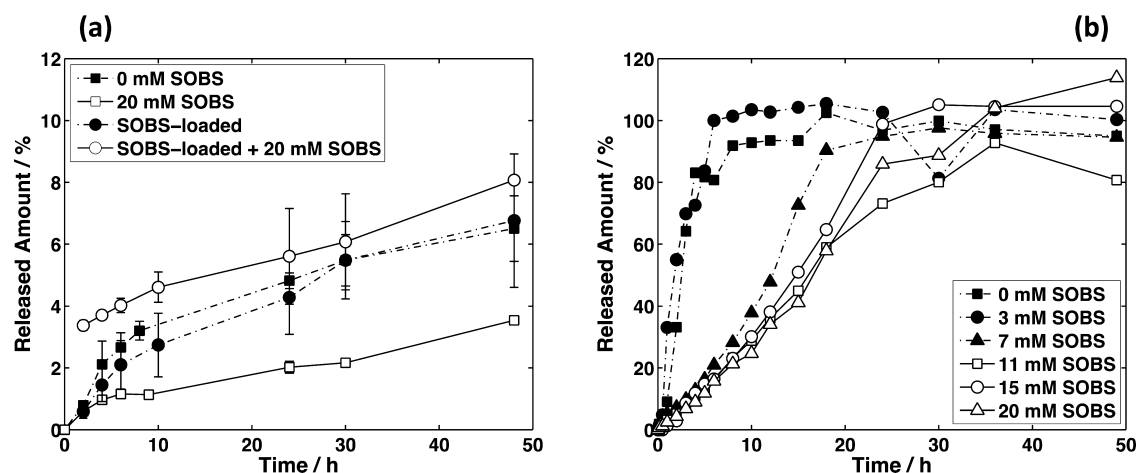 (a)
Released Amount / %
12
10
8
6
4
2
0
0 mM SOBS
20 mM SOBS
SOBS–loaded
SOBS–loaded + 20 mM SOBS
0 10 20 30 40 50
Time / h
(b)
Released Amount / %
120
100
80
60
40
20
0
0 mM SOBS
3 mM SOBS
7 mM SOBS
11 mM SOBS
15 mM SOBS
20 mM SOBS
0 10 20 30 40 50
Time / h